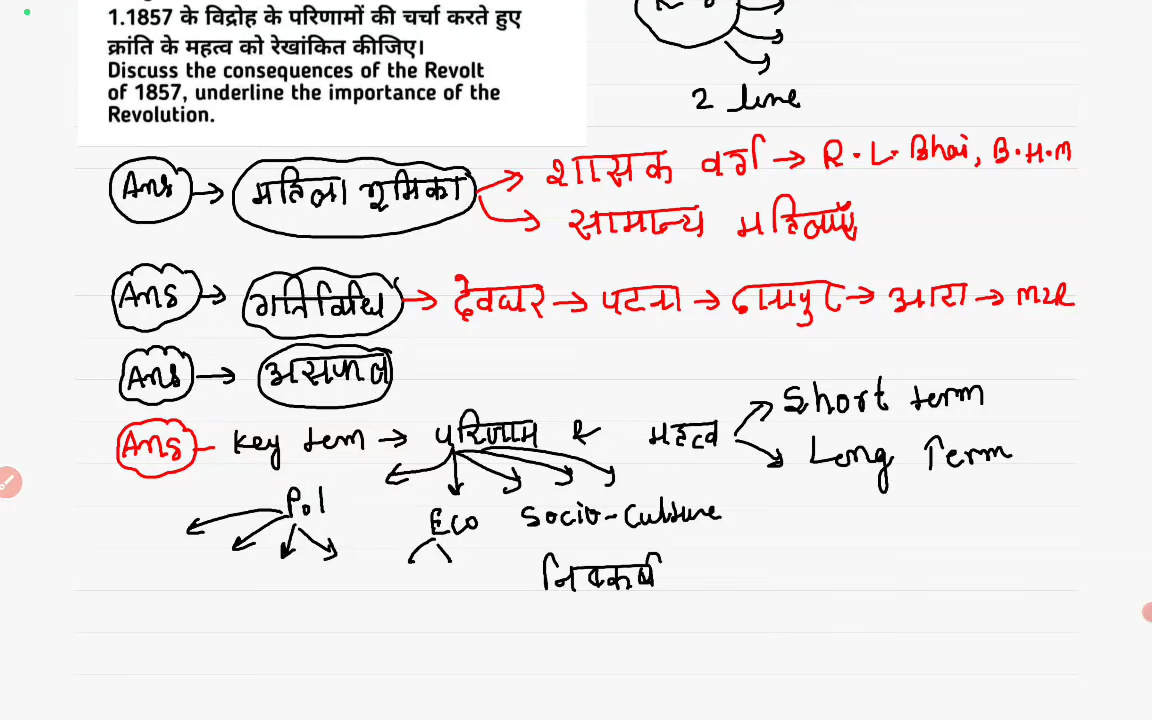 1.1857 के विद्रोह के परिणामों की चर्चा करते हुए
क्रांति के महत्व को रेखांकित कीजिए।
Discuss the consequences of the Revolt
of 1857, underline the importance of the
Revolution.
2 line
Ans → महिला भूमिका → शासक वर्ग → R.L. Bhai, B.H.M
→ सामान्य महिलाएँ
Ans → गतिविधि → देवघर → पटना → दानापुर → आरा → MZR
Ans → असफल
Ans - Key term → परिणाम & महत्व
Short term
Long Term
Pol Eco Socio-Culture
निष्कर्ष